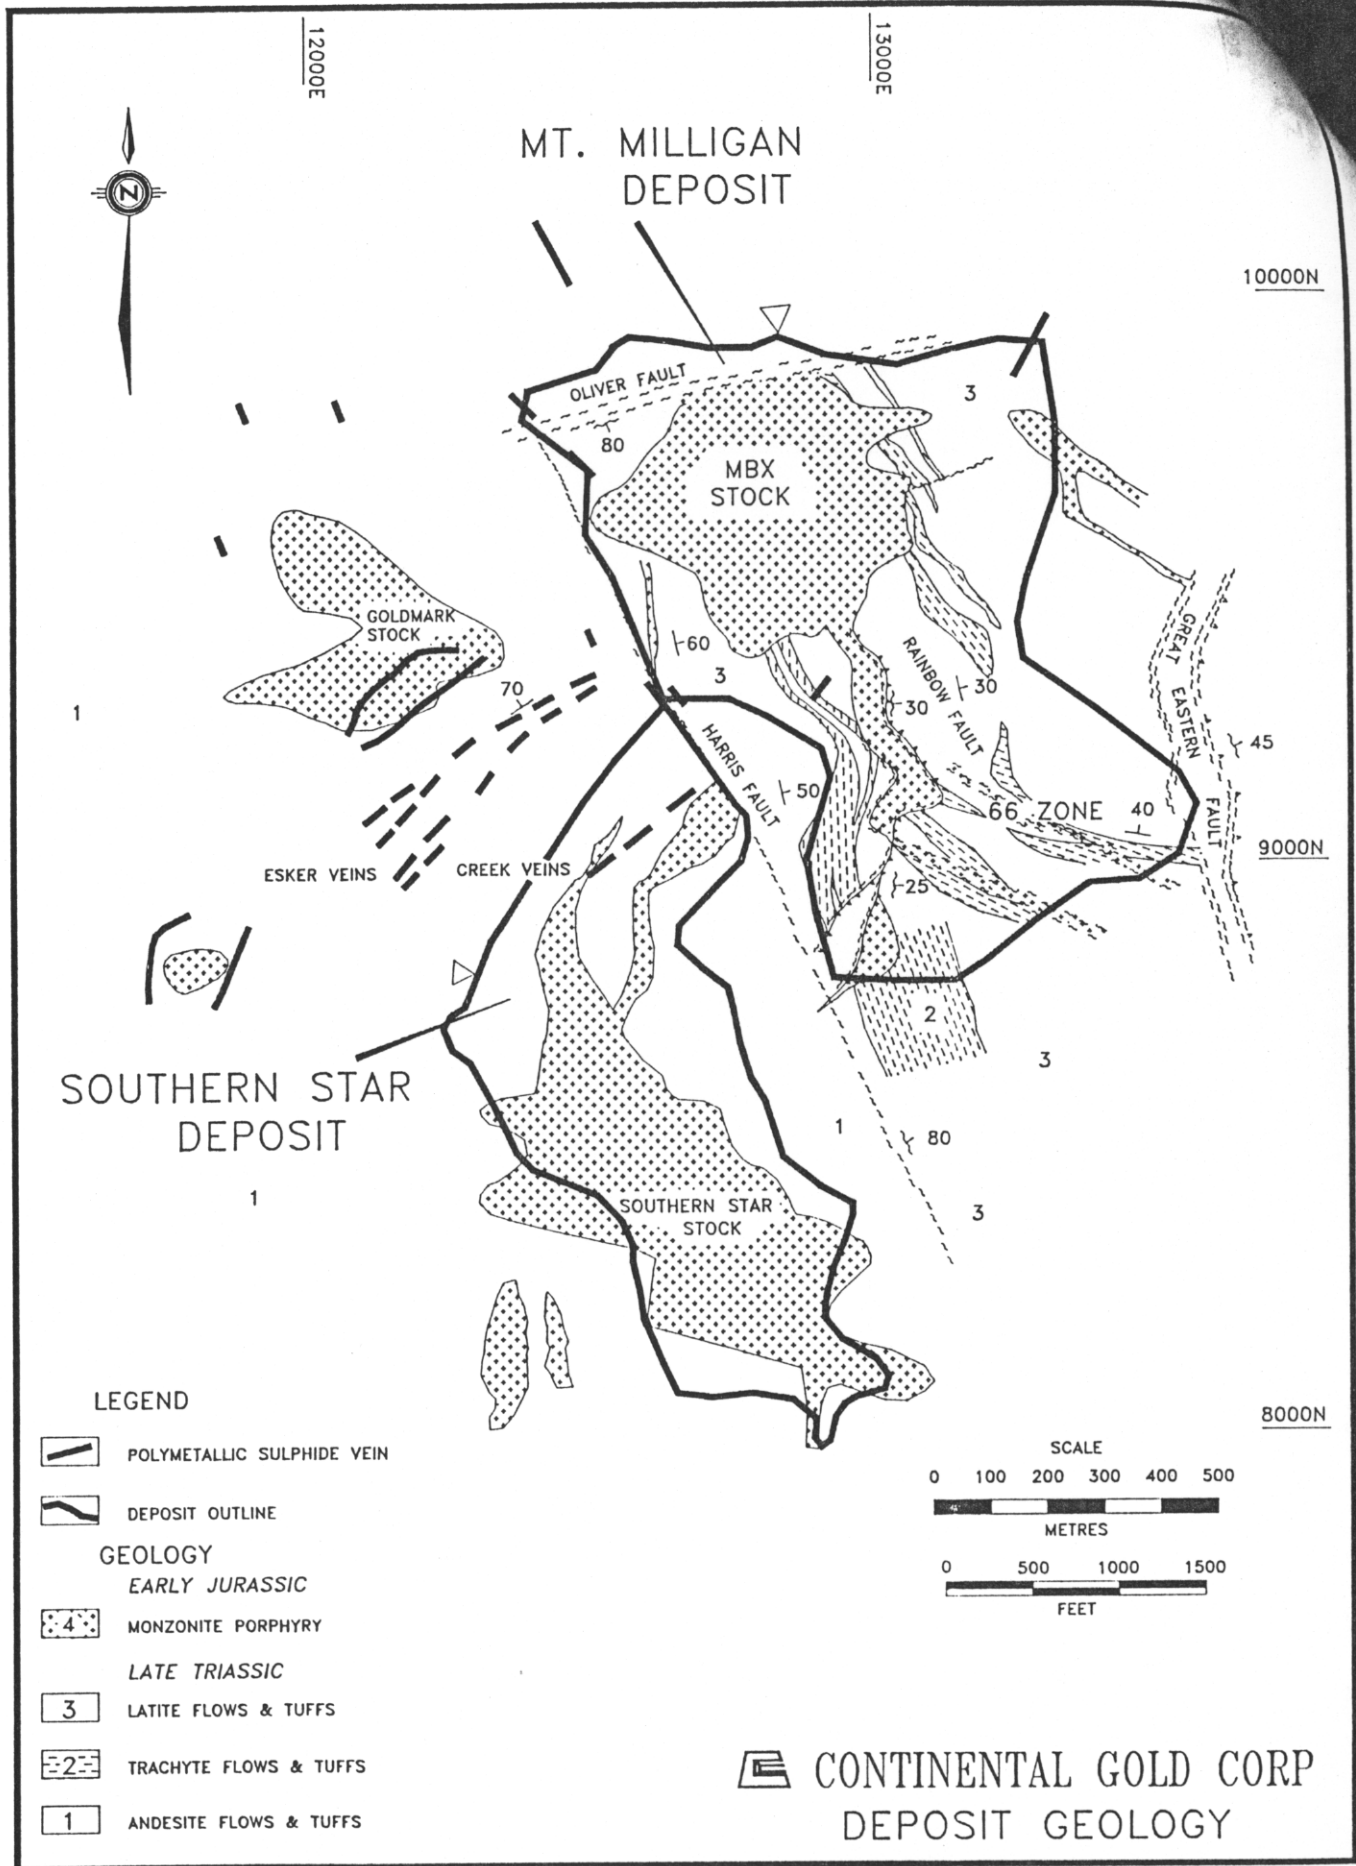 12000E
13000E
N
MT. MILLIGAN
DEPOSIT
10000N
OLIVER FAULT
3
80
MBX
STOCK
GOLDMARK
STOCK
GREAT
EASTERN
FAULT
60
3
RAINBOW FAULT
30
30
70
1
HARRIS FAULT
45
50
66 ZONE
40
9000N
ESKER VEINS
CREEK VEINS
25
2
3
SOUTHERN STAR
DEPOSIT
1
80
1
3
SOUTHERN STAR
STOCK
8000N
LEGEND
POLYMETALLIC SULPHIDE VEIN
DEPOSIT OUTLINE
GEOLOGY
EARLY JURASSIC
4 MONZONITE PORPHYRY
LATE TRIASSIC
3 LATITE FLOWS & TUFFS
2 TRACHYTE FLOWS & TUFFS
1 ANDESITE FLOWS & TUFFS
SCALE
0 100 200 300 400 500
METRES
0 500 1000 1500
FEET
CONTINENTAL GOLD CORP
DEPOSIT GEOLOGY